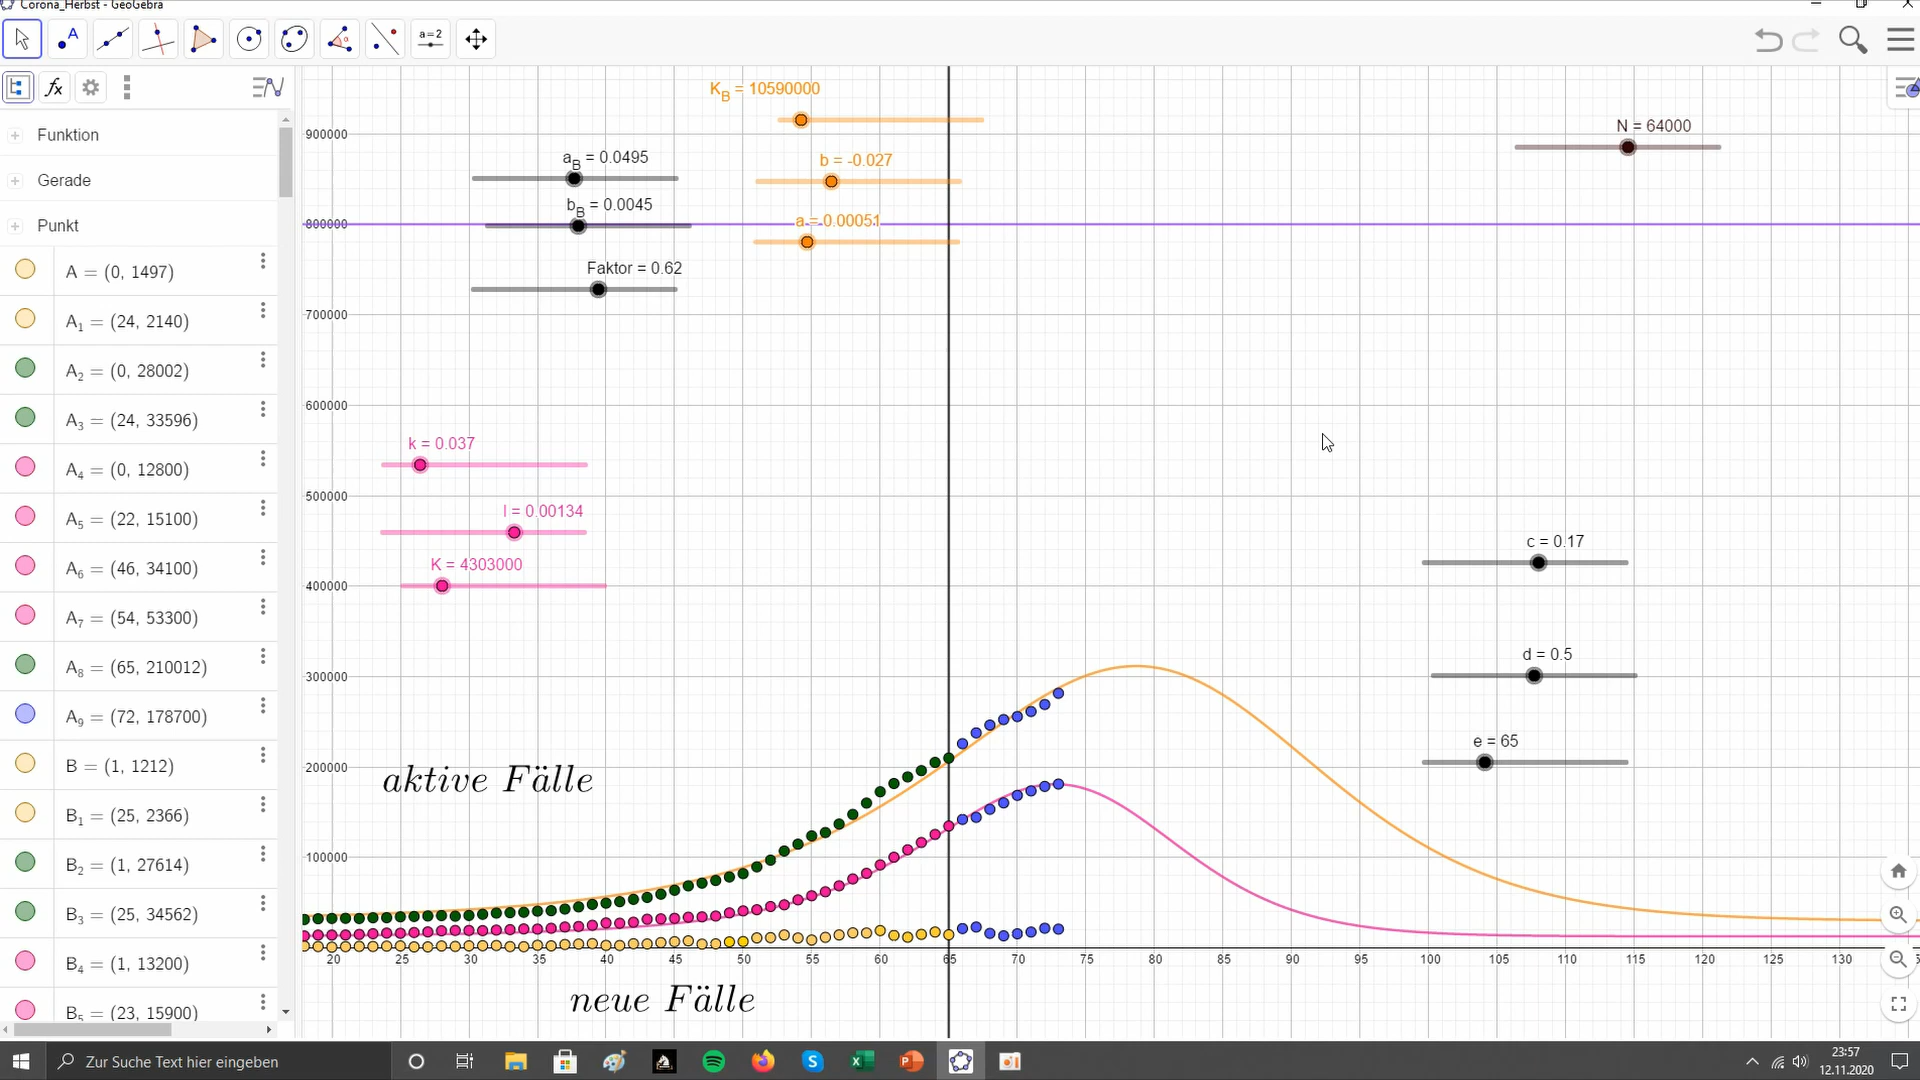 Corona_Herbst - GeoGebra
A
a=2
fx
Funktion
Gerade
Punkt
A = (0, 1497)
A₁ = (24, 2140)
A₂ = (0, 28002)
A₃ = (24, 33596)
A₄ = (0, 12800)
A₅ = (22, 15100)
A₆ = (46, 34100)
A₇ = (54, 53300)
A₈ = (65, 210012)
A₉ = (72, 178700)
B = (1, 1212)
B₁ = (25, 2366)
B₂ = (1, 27614)
B₃ = (25, 34562)
B₄ = (1, 13200)
B₅ = (23, 15900)
K_B = 10590000
N = 64000
900000
a_B = 0.0495
b = -0.027
b_B = 0.0045
800000
a = 0.00051
Faktor = 0.62
700000
600000
k = 0.037
500000
l = 0.00134
c = 0.17
K = 4303000
400000
d = 0.5
300000
e = 65
200000
aktive Fälle
100000
20 25 30 35 40 45 50 55 60 65 70 75 80 85 90 95 100 105 110 115 120 125 130
neue Fälle
Zur Suche Text hier eingeben
23:57
12.11.2020